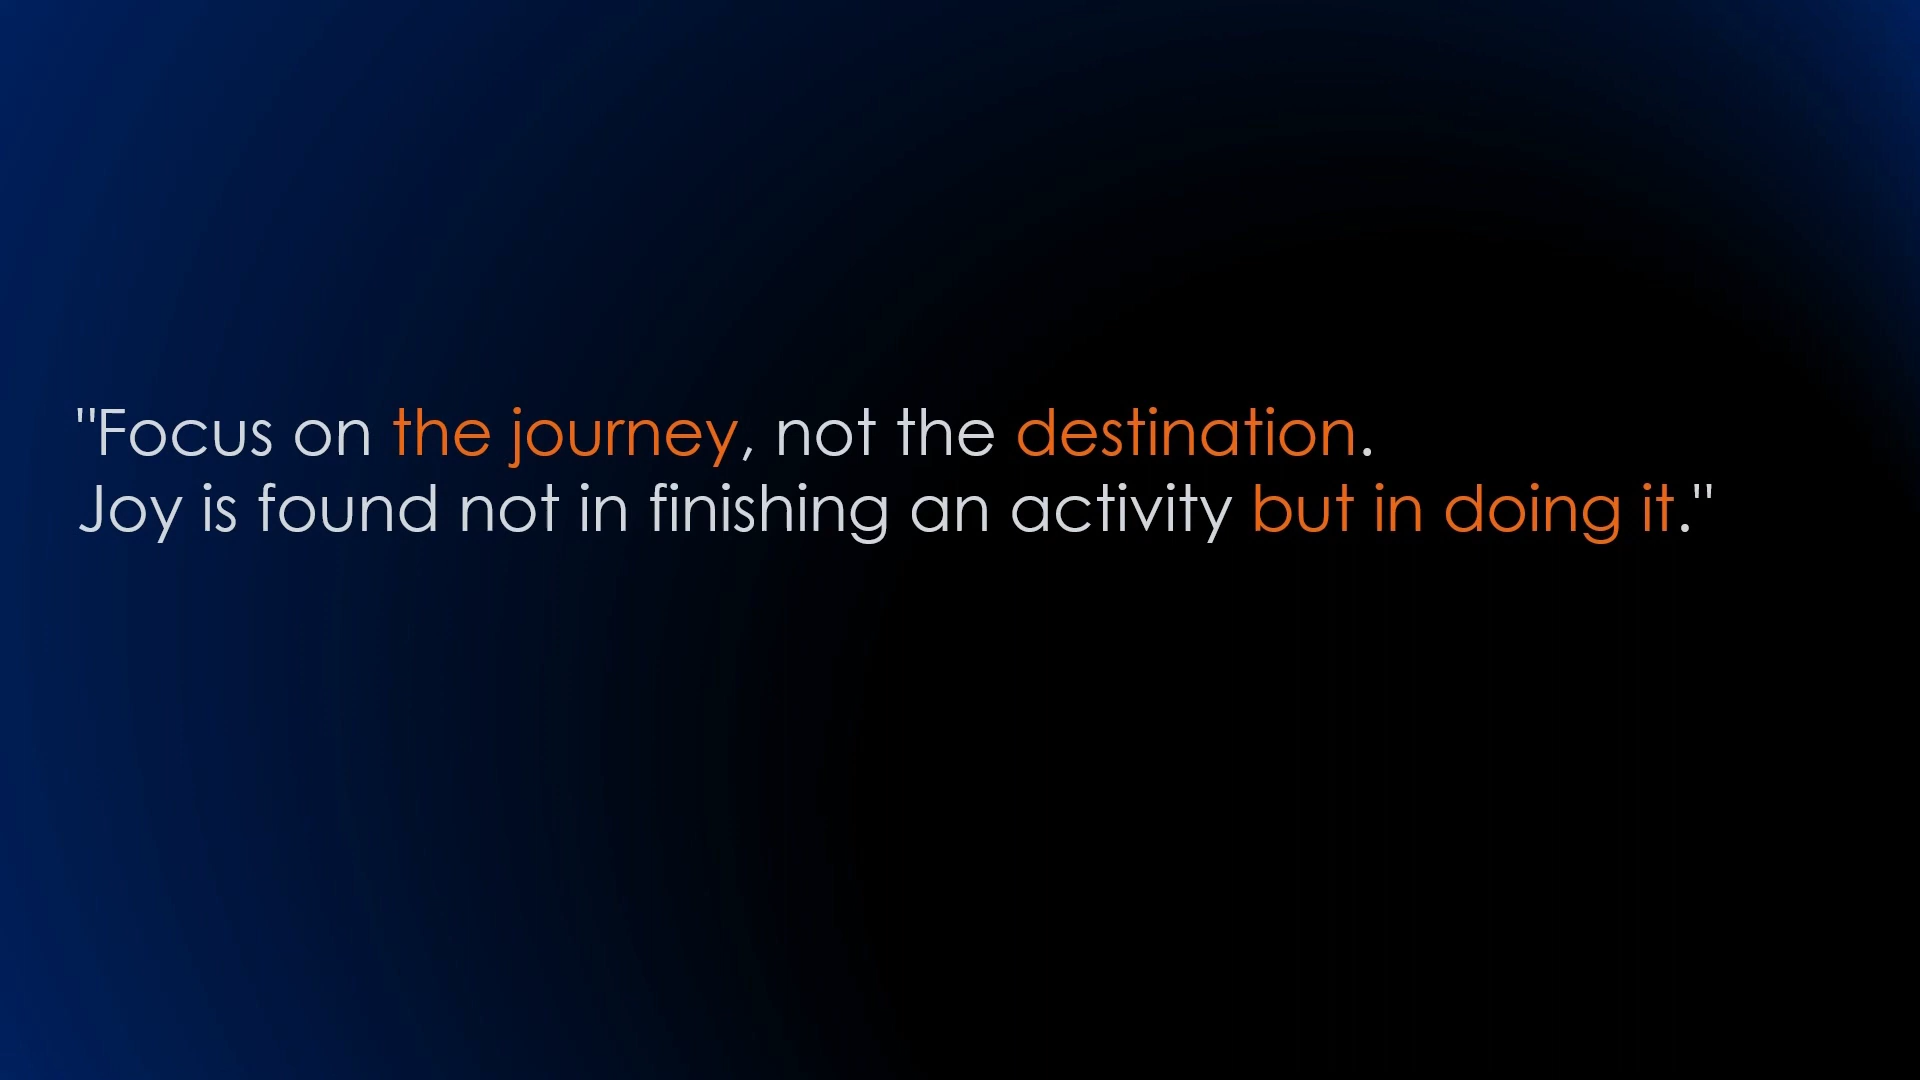 "Focus on the journey, not the destination.
Joy is found not in finishing an activity but in doing it."